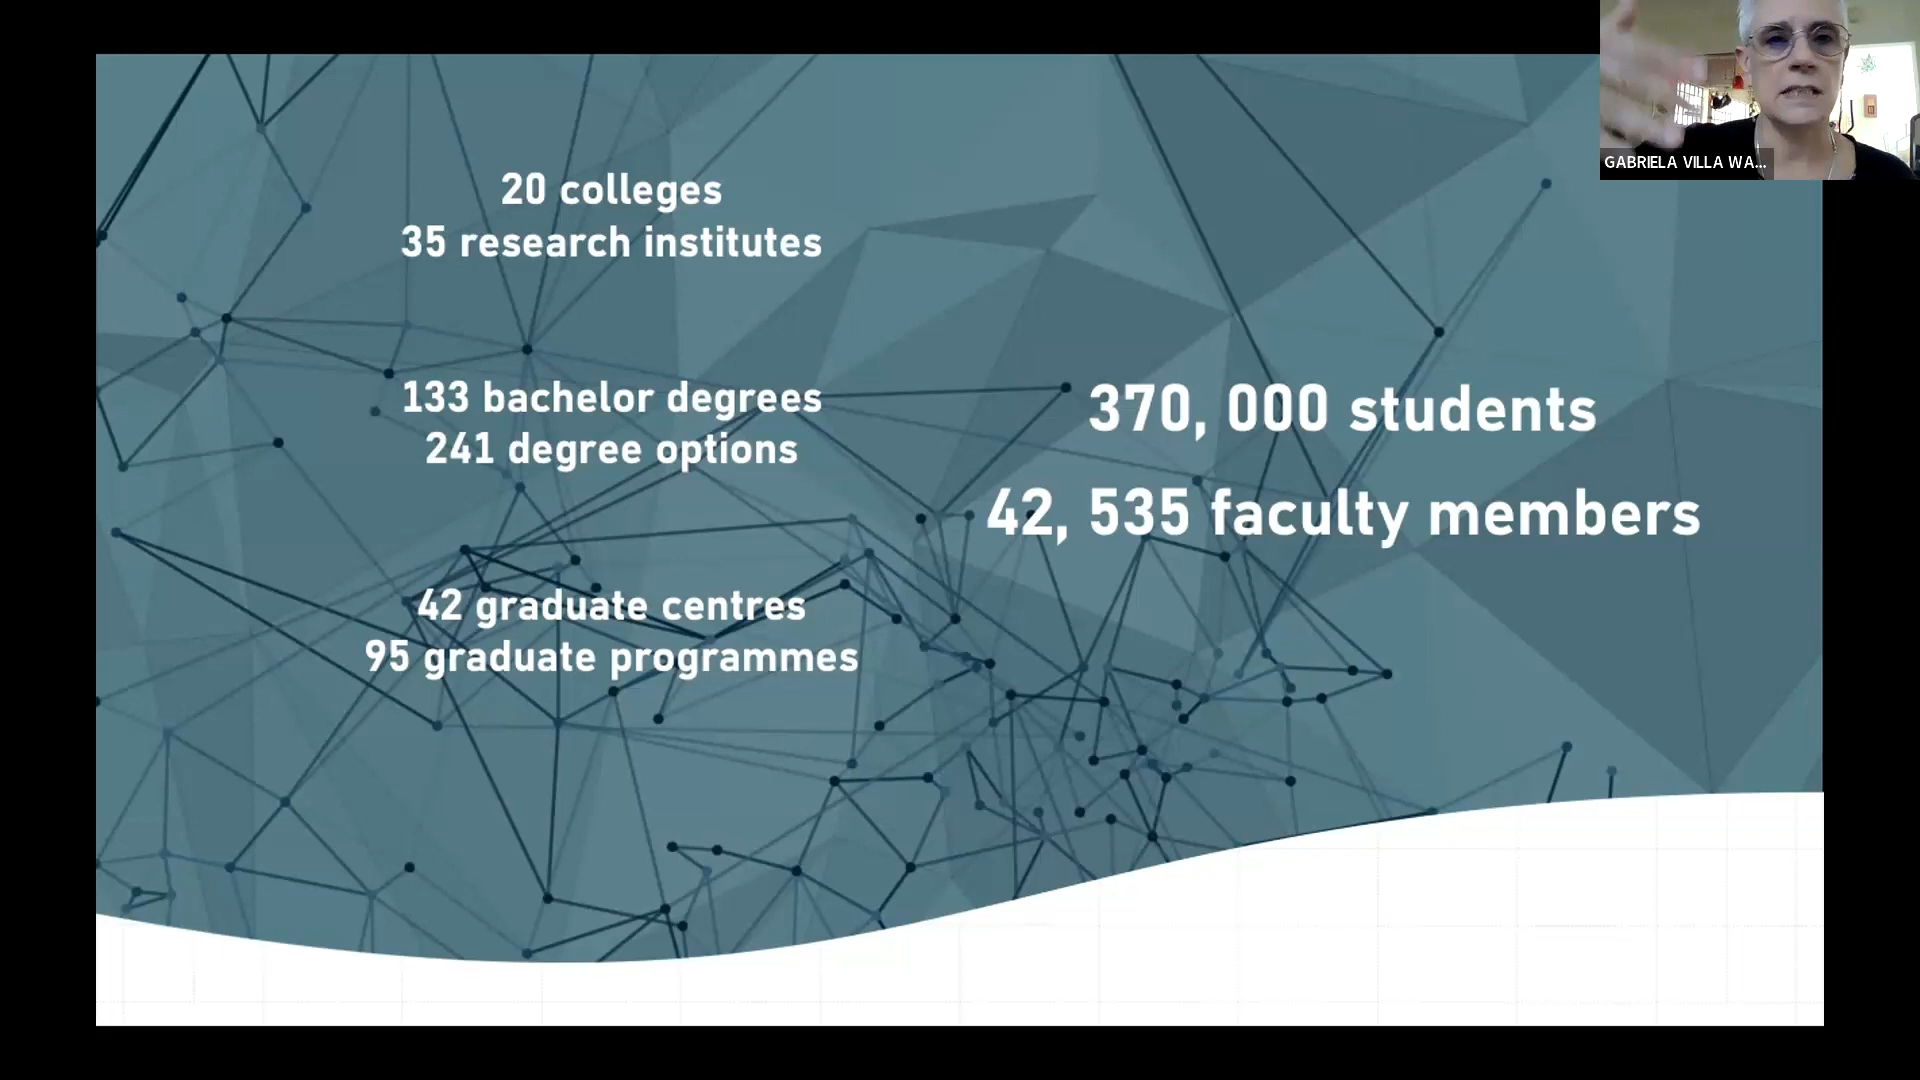 20 colleges
35 research institutes
133 bachelor degrees
241 degree options
42 graduate centres
95 graduate programmes
370, 000 students
42, 535 faculty members
GABRIELA VILLA WA...